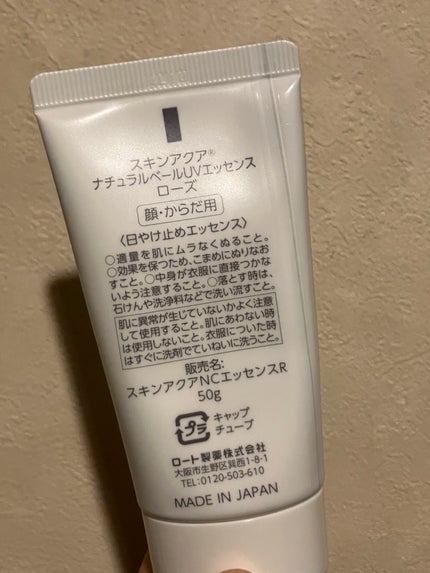 スキンアクア®
ナチュラルベールUVエッセンス
ローズ
顔・からだ用
〈日やけ止めエッセンス〉
○適量を肌にムラなくぬること。
○効果を保つため、こまめにぬりなお
すこと。○中身が衣服に直接つかな
いよう注意すること。○落とす時は、
石けんや洗浄料などで洗い流すこと。
肌に異常が生じていないかよく注意
して使用すること。肌にあわない時
は使用しないこと。衣服についた時
はすぐに洗剤でていねいに洗うこと。
販売名:
スキンアクアNCエッセンスR
50g
プラ
キャップ
チューブ
ロート製薬株式会社
大阪市生野区巽西1-8-1
TEL:0120-503-610
MADE IN JAPAN